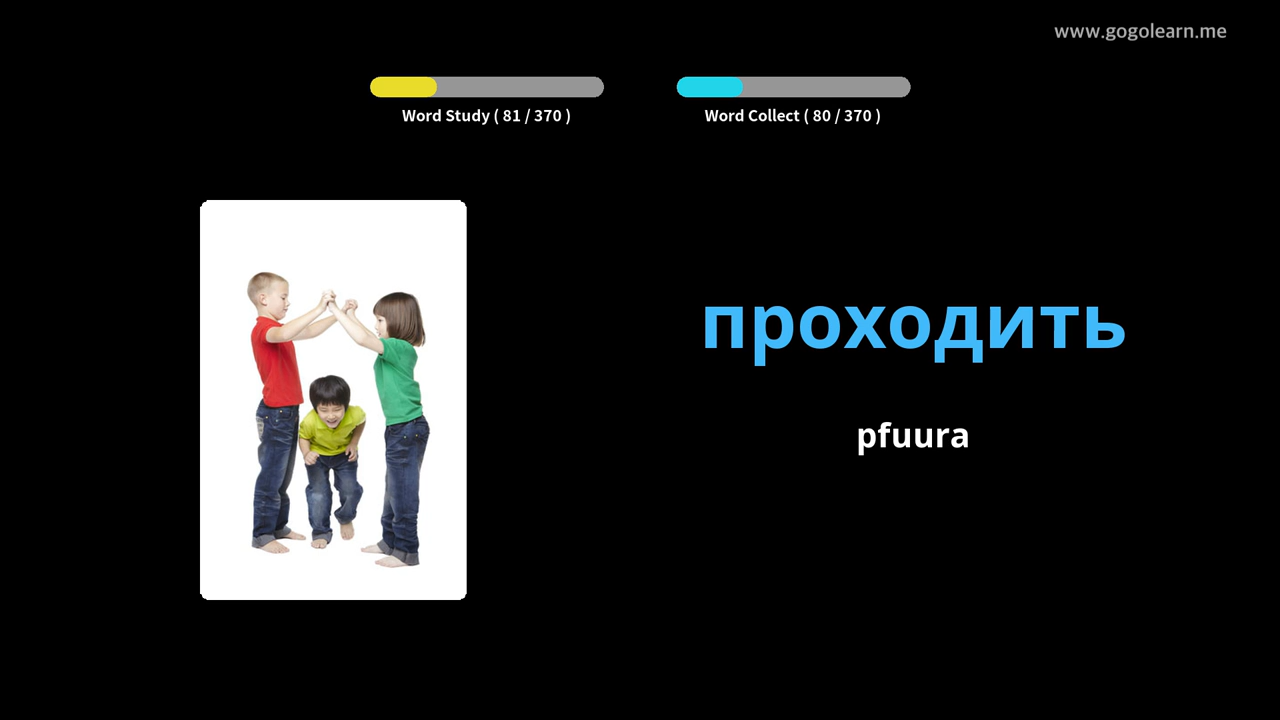 www.gogolearn.me
Word Study ( 81 / 370 )
Word Collect ( 80 / 370 )
проходить
pfuura